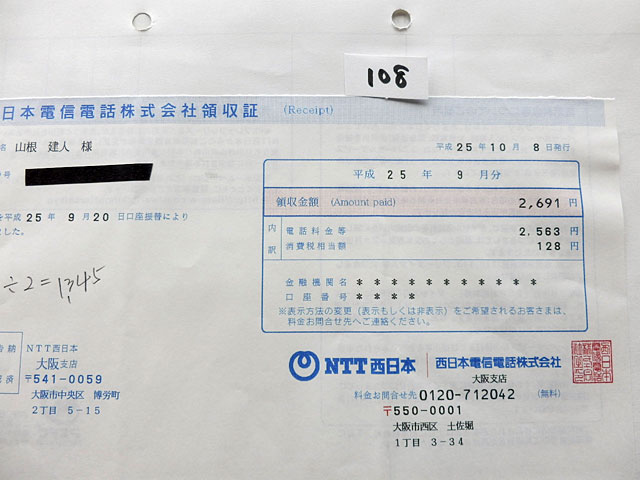 108
日本電信電話株式会社領収証 (Receipt)
名 山根 建人 様
平成 25 年 10 月 8 日発行
番号
平成 25 年 9 月分
領収金額 (Amount paid) 2,691 円
を平成 25 年 9 月 20 日口座振替により
ました。
内訳
電話料金等 2,563 円
消費税相当額 128 円
÷2=1,345
金融機関名 * * * * * * * * * * *
口座番号 * * * *
※表示方法の変更(表示もしくは非表示)をご希望されるお客さまは、
料金お問合せ先へご連絡ください。
NTT西日本
大阪支店
〒541-0059
大阪市中央区 博労町
2丁目 5-15
NTT西日本 西日本電信電話株式会社
大阪支店
料金お問合せ先 0120-712042 (無料)
〒550-0001
大阪市西区 土佐堀
1丁目 3-34